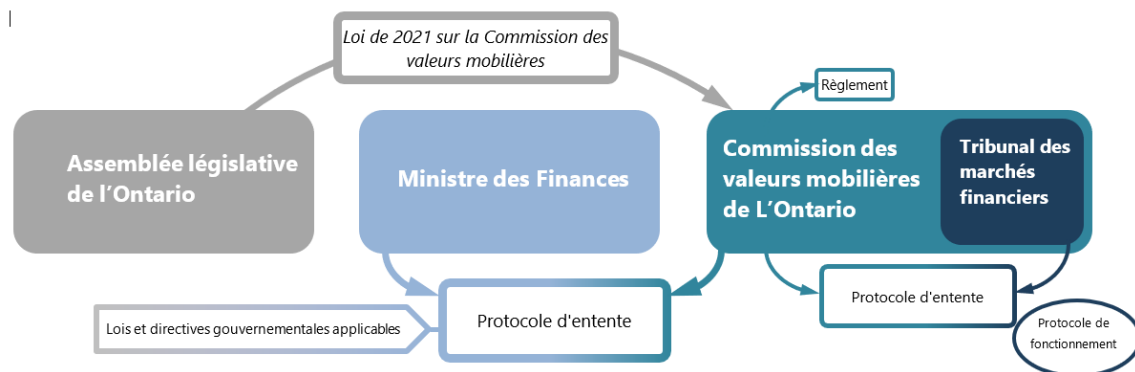 Loi de 2021 sur la Commission des
valeurs mobilières
Règlement
Assemblée législative
de l’Ontario
Ministre des Finances
Commission des
valeurs mobilières
de L’Ontario
Tribunal des
marchés
financiers
Lois et directives gouvernementales applicables
Protocole d'entente
Protocole d'entente
Protocole de
fonctionnement